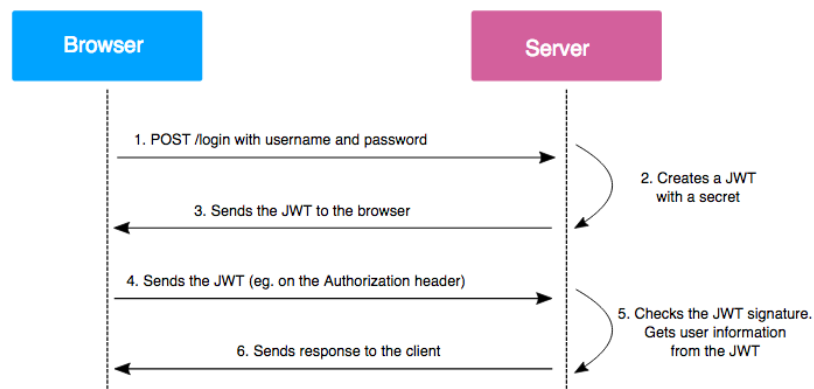 Browser
Server
1. POST /login with username and password
2. Creates a JWT
with a secret
3. Sends the JWT to the browser
4. Sends the JWT (eg. on the Authorization header)
5. Checks the JWT signature.
Gets user information
from the JWT
6. Sends response to the client